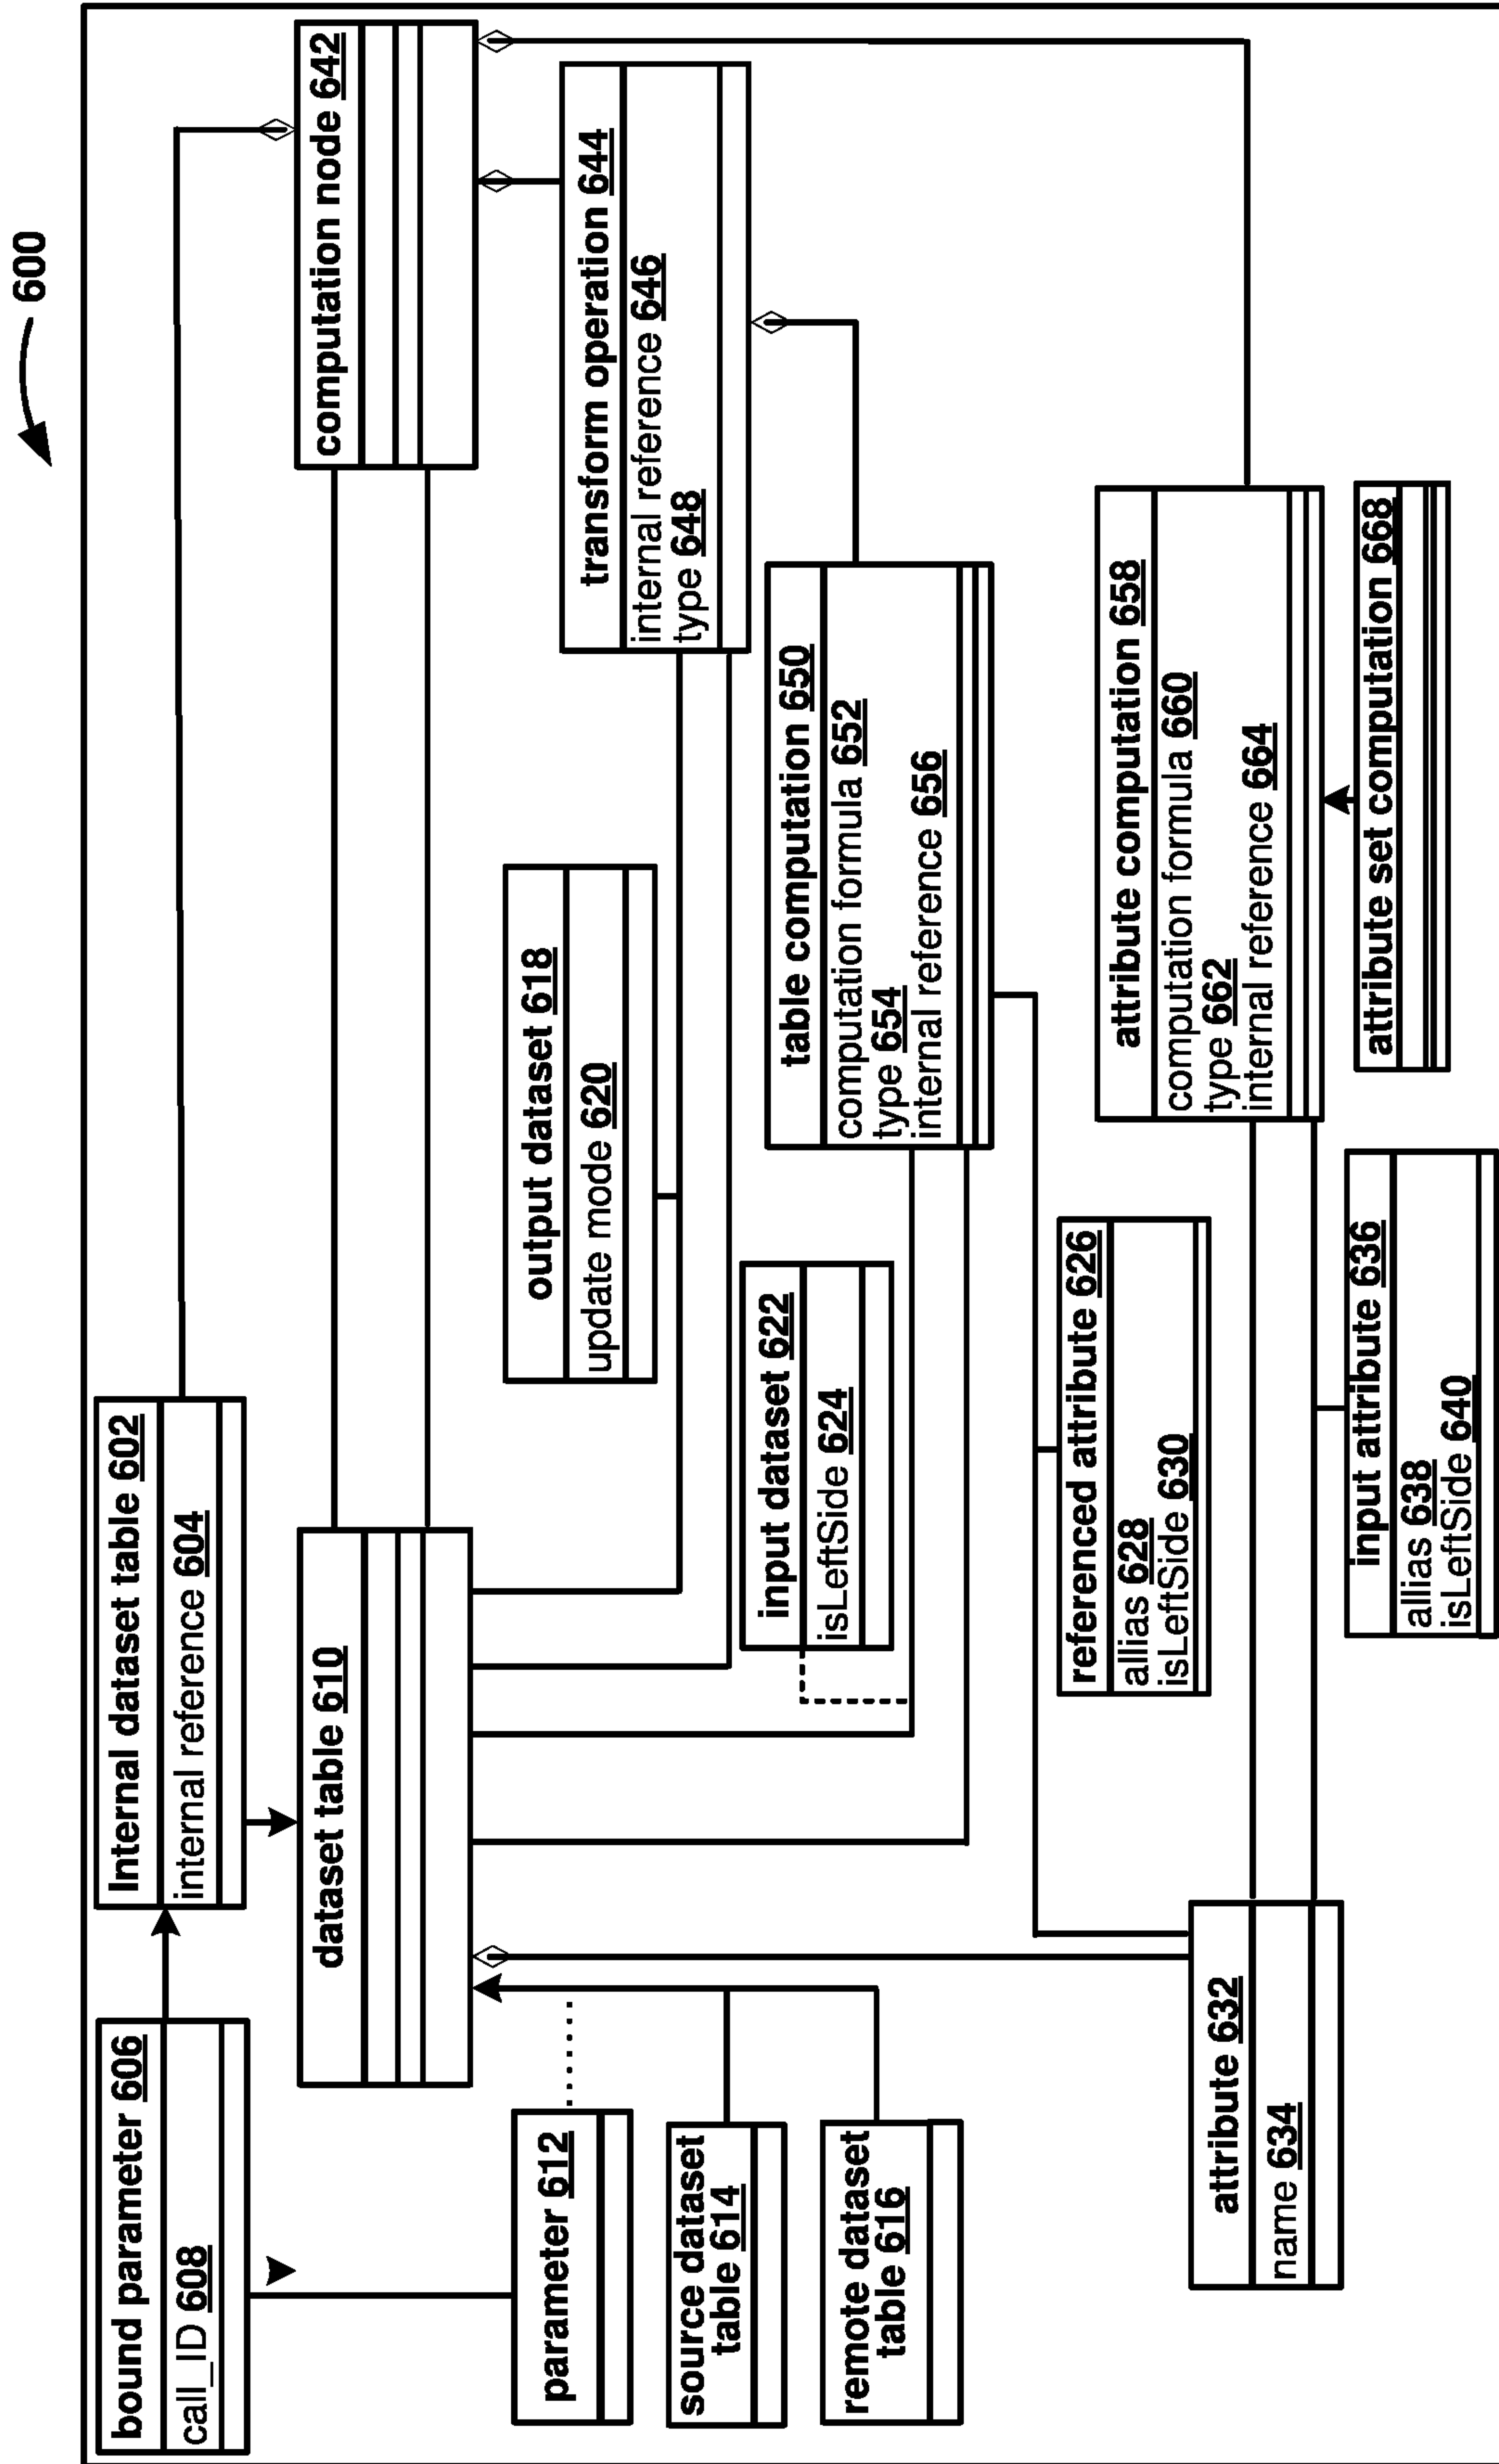 600
bound parameter 606
call_ID 608
Internal dataset table 602
internal reference 604
computation node 642
dataset table 610
parameter 612
output dataset 618
update mode 620
transform operation 644
internal reference 646
type 648
source dataset
table 614
input dataset 622
isLeftSide 624
table computation 650
computation formula 652
type 654
internal reference 656
remote dataset
table 616
referenced attribute 626
allias 628
isLeftSide 630
attribute computation 658
computation formula 660
type 662
internal reference 664
attribute 632
name 634
input attribute 636
allias 638
isLeftSide 640
attribute set computation 668